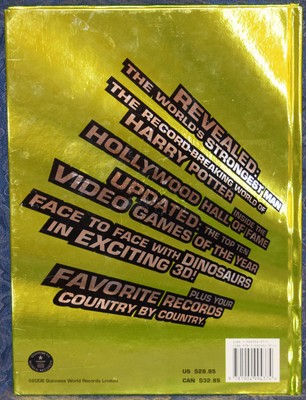 REVEALED:
THE WORLD'S STRONGEST MAN
THE RECORD-BREAKING WORLD OF
HARRY POTTER
INSIDE THE
HOLLYWOOD HALL OF FAME
UPDATED: THE TOP TEN
VIDEO GAMES OF THE YEAR
FACE TO FACE WITH DINOSAURS
IN EXCITING 3D!
PLUS YOUR
FAVORITE RECORDS
COUNTRY BY COUNTRY
©2008 Guinness World Records Limited
US $28.95
CAN $32.95